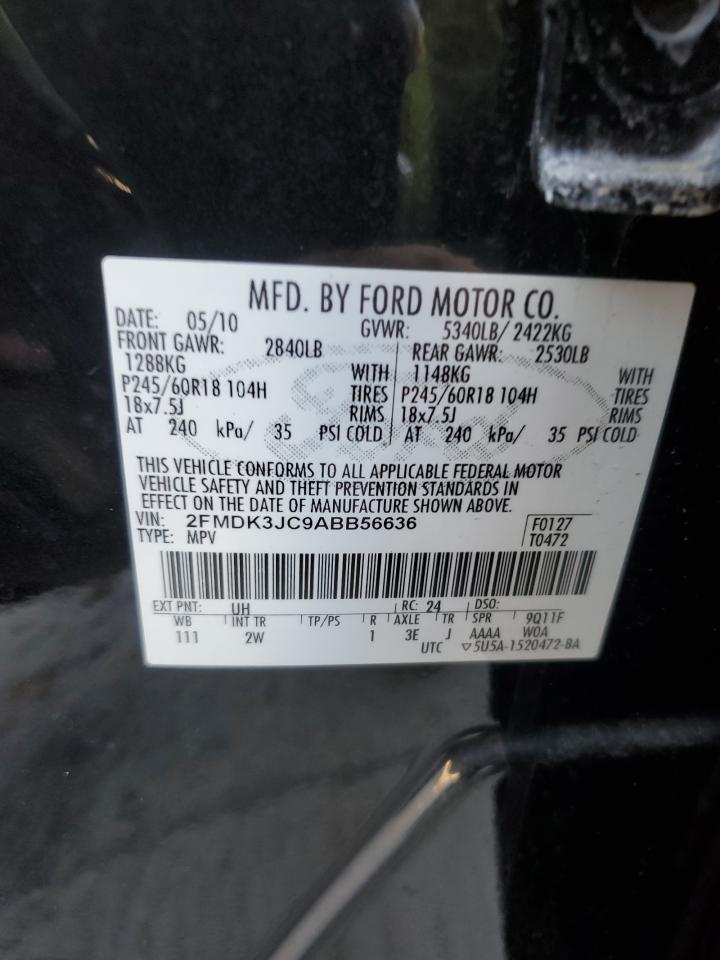 MFD. BY FORD MOTOR CO.
DATE: 05/10 GVWR: 5340LB/ 2422KG
FRONT GAWR: 2840LB REAR GAWR: 2530LB
1288KG WITH 1148KG WITH
P245/60R18 104H TIRES P245/60R18 104H TIRES
18x7.5J RIMS 18x7.5J RIMS
AT 240 kPa/ 35 PSI COLD AT 240 kPa/ 35 PSI COLD
THIS VEHICLE CONFORMS TO ALL APPLICABLE FEDERAL MOTOR
VEHICLE SAFETY AND THEFT PREVENTION STANDARDS IN
EFFECT ON THE DATE OF MANUFACTURE SHOWN ABOVE.
VIN: 2FMDK3JC9ABB56636 F0127
TYPE: MPV T0472
EXT PNT: UH RC: 24 DSO:
WB INT TR TP/PS R AXLE TR SPR 9Q11F
111 2W 1 3E J AAAA W0A
UTC ▽5U5A-1520472-BA
Ford